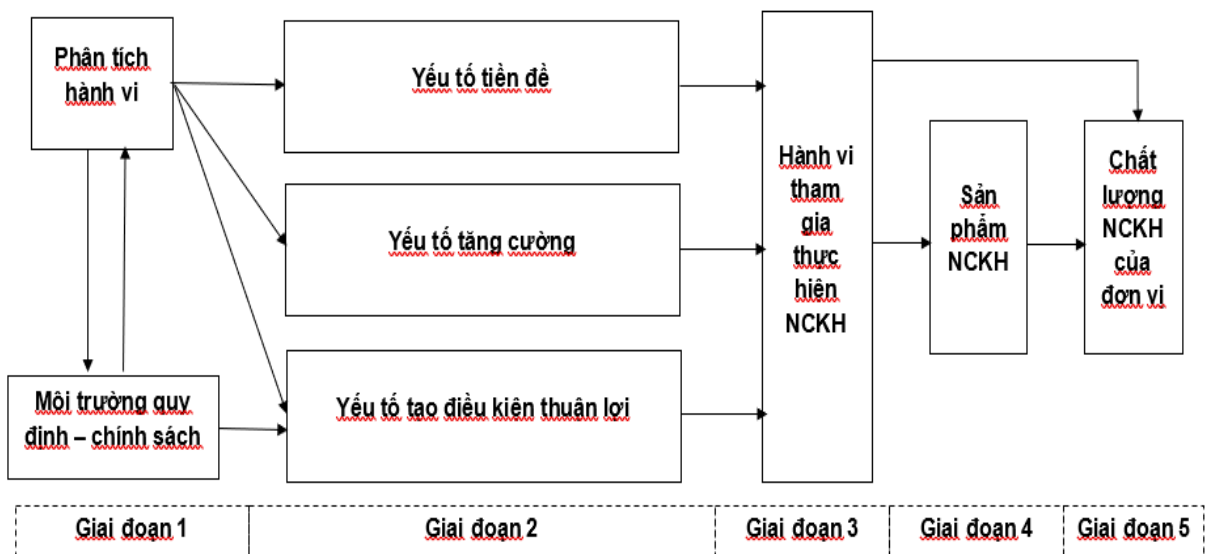 Phân tích
hành vi
Yếu tố tiền đề
Yếu tố tăng cường
Yếu tố tạo điều kiện thuận lợi
Môi trường quy
định – chính sách
Hành vi
tham
gia
thực
hiện
NCKH
Sản
phẩm
NCKH
Chất
lượng
NCKH
của
đơn vị
Giai đoạn 1
Giai đoạn 2
Giai đoạn 3
Giai đoạn 4
Giai đoạn 5